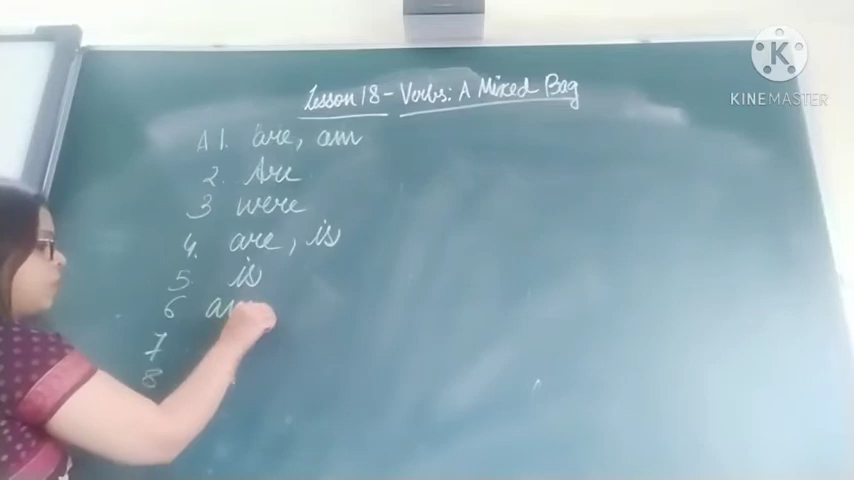 Lesson 18 - Verbs: A Mixed Bag
A 1. are, am
2. Are
3 were
4. are, is
5. is
6 am
7
8
K
KINEMASTER